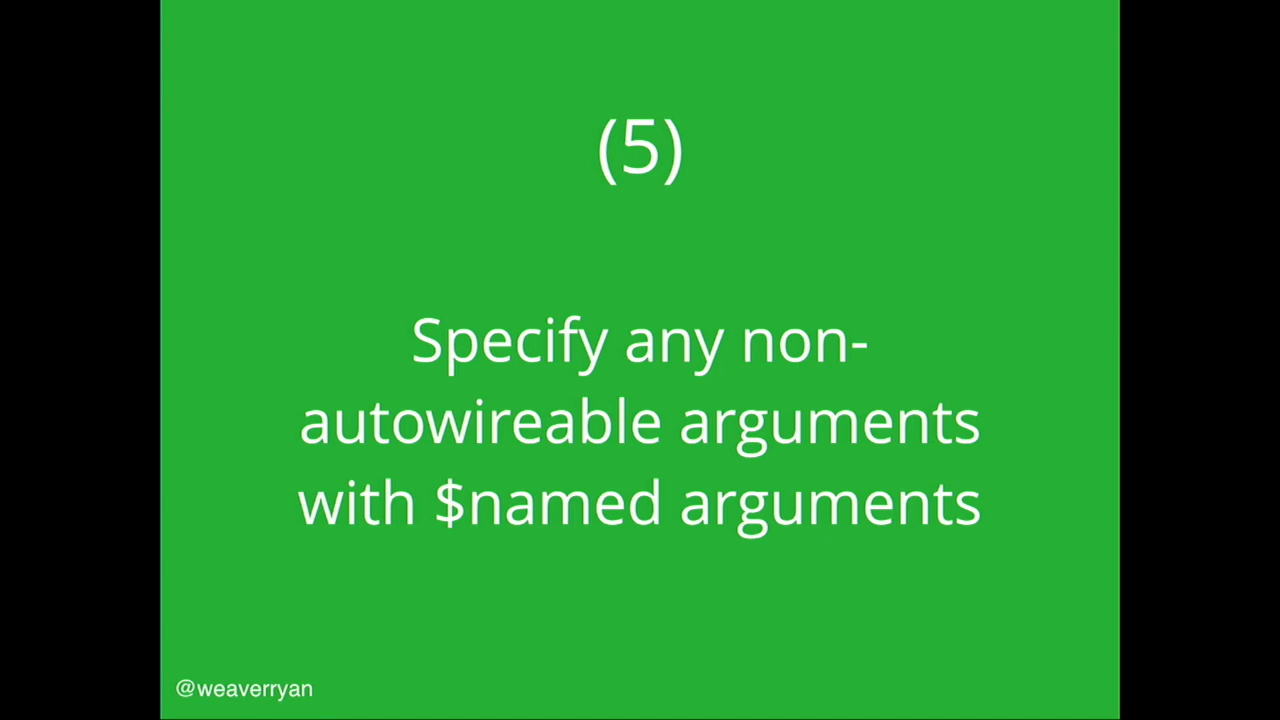 (5)
Specify any non-
autowireable arguments
with $named arguments
@weaverryan